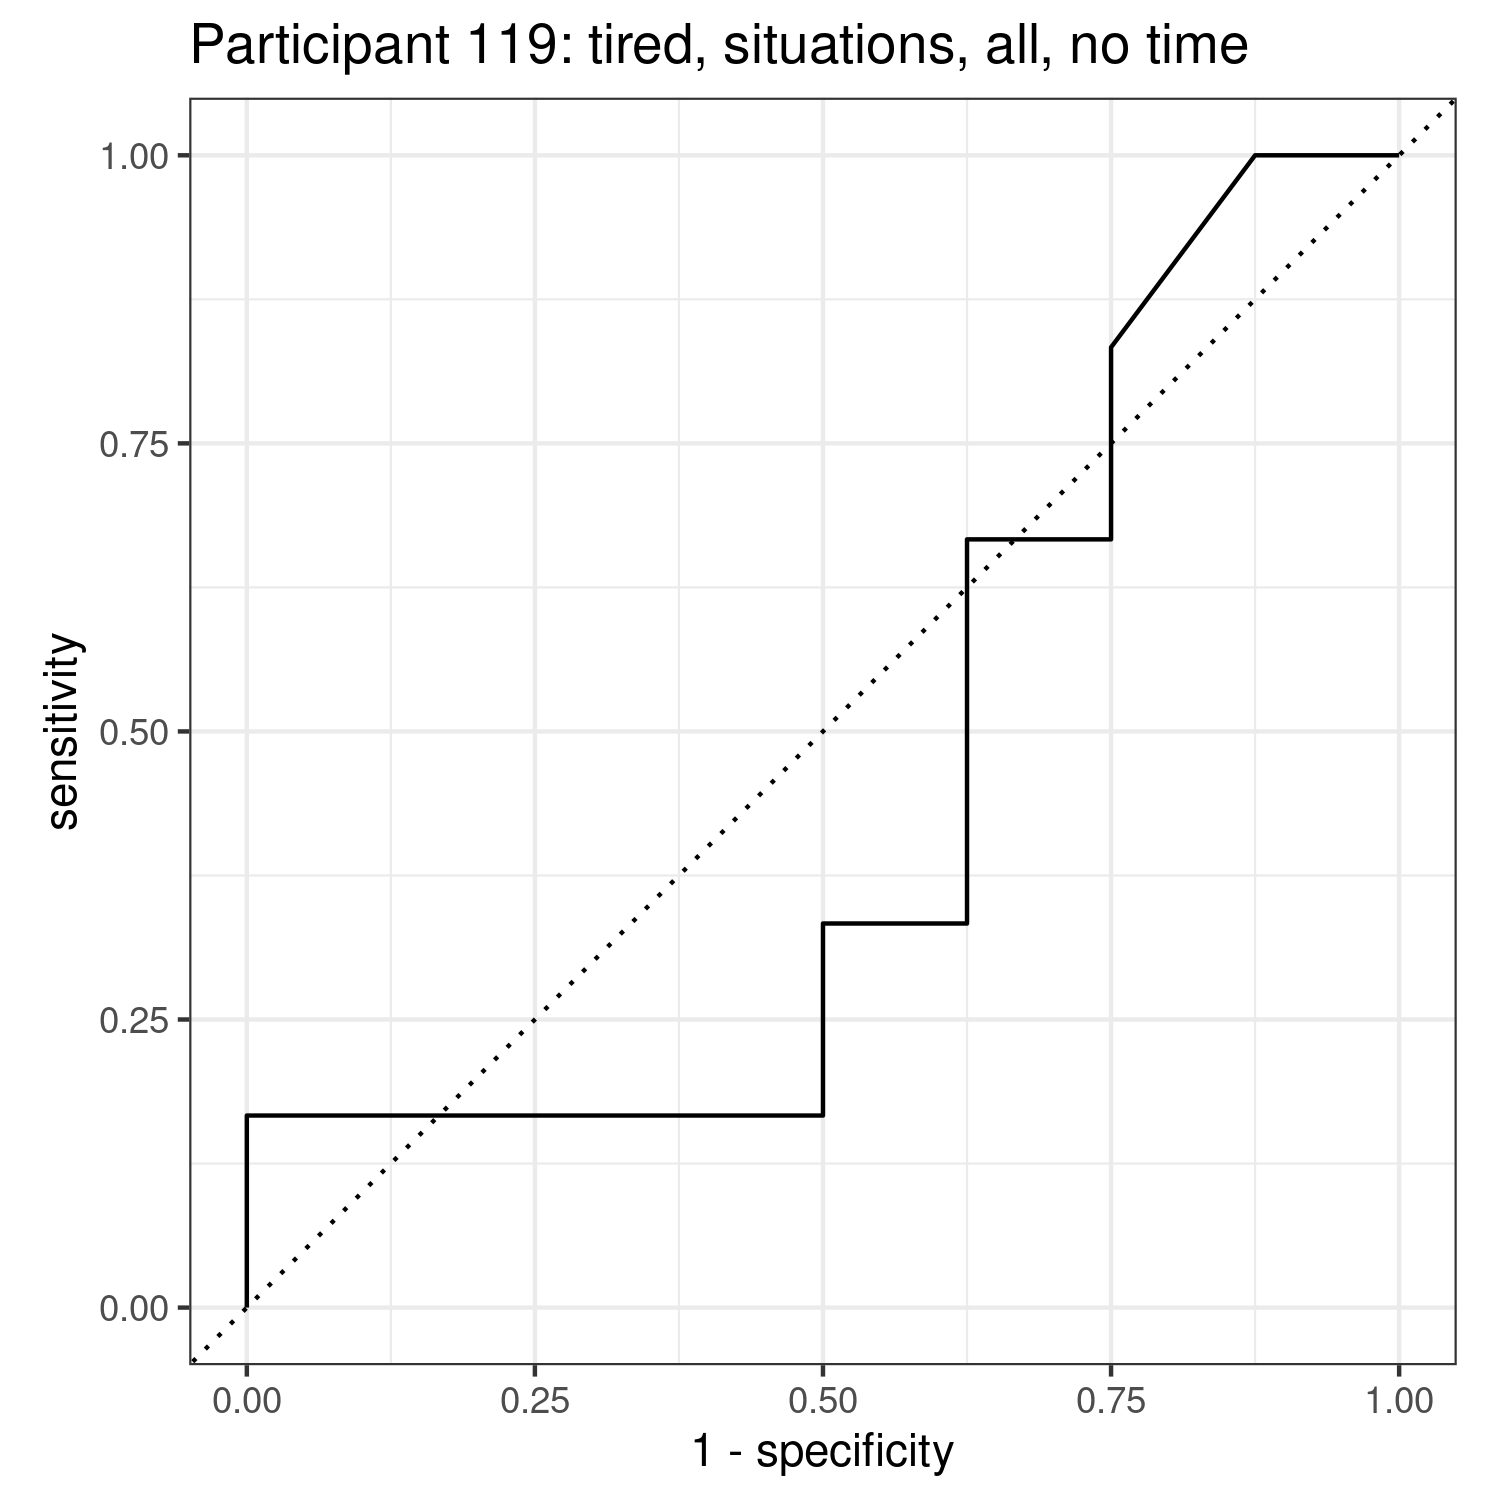 Participant 119: tired, situations, all, no time
1.00
0.75
0.50
0.25
0.00
sensitivity
0.00 0.25 0.50 0.75 1.00
1 - specificity